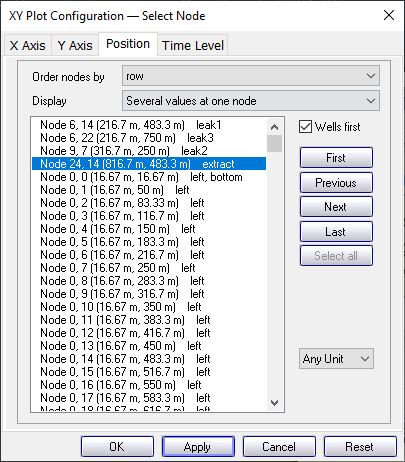 XY Plot Configuration — Select Node
X Axis Y Axis Position Time Level
Order nodes by row
Display Several values at one node
Node 6, 14 (216.7 m, 483.3 m) leak1
Node 6, 22 (216.7 m, 750 m) leak3
Node 9, 7 (316.7 m, 250 m) leak2
Node 24, 14 (816.7 m, 483.3 m) extract
Node 0, 0 (16.67 m, 16.67 m) left, bottom
Node 0, 1 (16.67 m, 50 m) left
Node 0, 2 (16.67 m, 83.33 m) left
Node 0, 3 (16.67 m, 116.7 m) left
Node 0, 4 (16.67 m, 150 m) left
Node 0, 5 (16.67 m, 183.3 m) left
Node 0, 6 (16.67 m, 216.7 m) left
Node 0, 7 (16.67 m, 250 m) left
Node 0, 8 (16.67 m, 283.3 m) left
Node 0, 9 (16.67 m, 316.7 m) left
Node 0, 10 (16.67 m, 350 m) left
Node 0, 11 (16.67 m, 383.3 m) left
Node 0, 12 (16.67 m, 416.7 m) left
Node 0, 13 (16.67 m, 450 m) left
Node 0, 14 (16.67 m, 483.3 m) left
Node 0, 15 (16.67 m, 516.7 m) left
Node 0, 16 (16.67 m, 550 m) left
Node 0, 17 (16.67 m, 583.3 m) left
Node 0, 18 (16.67 m, 616.7 m) left
Wells first
First
Previous
Next
Last
Select all
Any Unit
OK Apply Cancel Reset